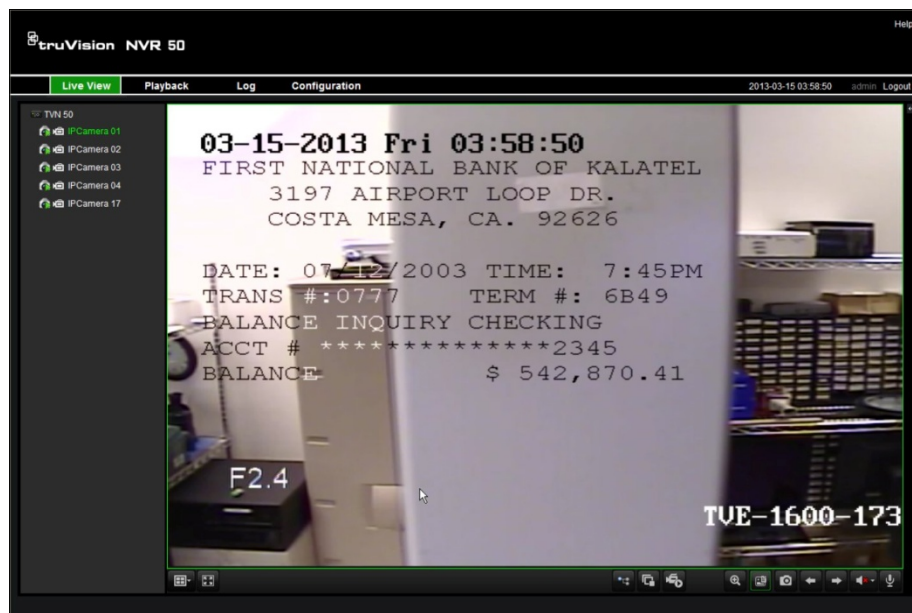 Help
truVision NVR 50
Live View Playback Log Configuration 2013-03-15 03:58:50 admin Logout
TVN 50
IPCamera 01
IPCamera 02
IPCamera 03
IPCamera 04
IPCamera 17
03-15-2013 Fri 03:58:50
FIRST NATIONAL BANK OF KALATEL
3197 AIRPORT LOOP DR.
COSTA MESA, CA. 92626
DATE: 07/12/2003 TIME: 7:45PM
TRANS #:0777 TERM #: 6B49
BALANCE INQUIRY CHECKING
ACCT # **************2345
BALANCE $ 542,870.41
F2.4
TVE-1600-173